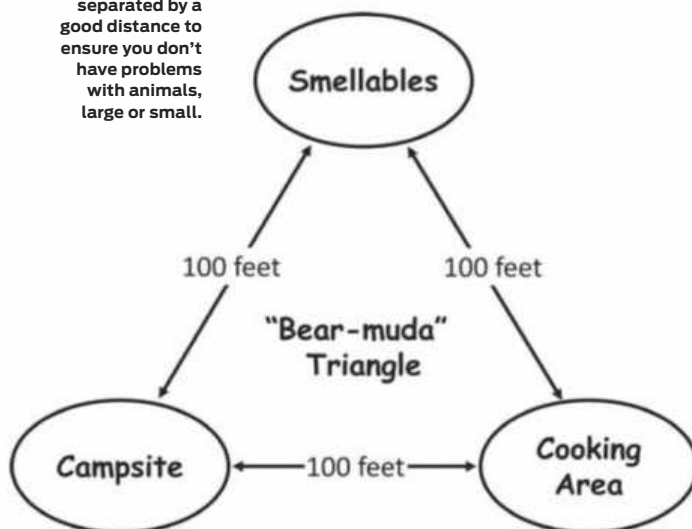 separated by a
good distance to
ensure you don’t
have problems
with animals,
large or small.
Smellables
100 feet
100 feet
“Bear-muda”
Triangle
Campsite
100 feet
Cooking
Area